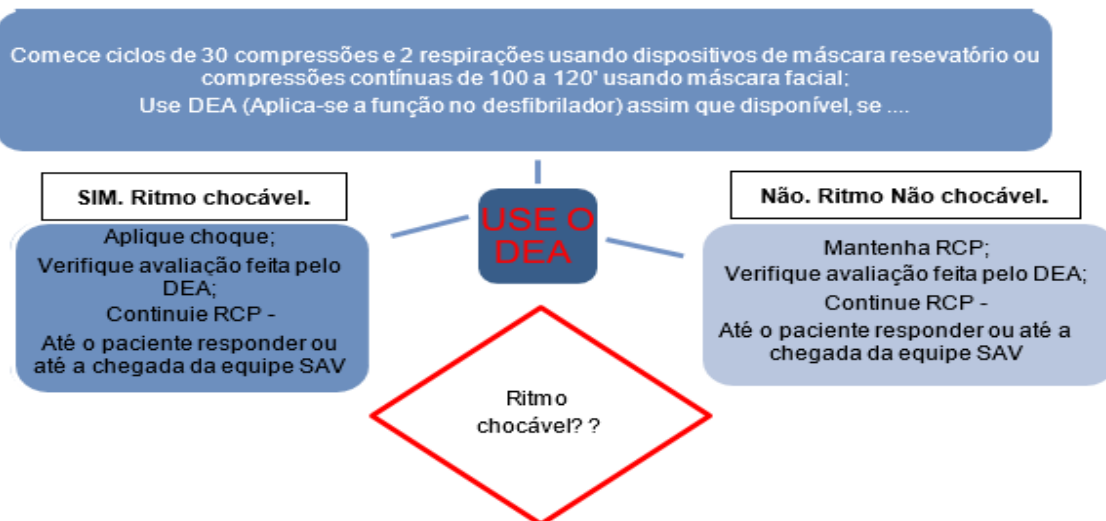 Comece ciclos de 30 compressões e 2 respirações usando dispositivos de máscara resevatório ou
compressões contínuas de 100 a 120' usando máscara facial;
Use DEA (Aplica-se a função no desfibrilador) assim que disponível, se ....
SIM. Ritmo chocável.
Aplique choque;
Verifique avaliação feita pelo
DEA;
Continuie RCP -
Até o paciente responder ou
até a chegada da equipe SAV
USE O
DEA
Não. Ritmo Não chocável.
Mantenha RCP;
Verifique avaliação feita pelo DEA;
Continue RCP -
Até o paciente responder ou até a
chegada da equipe SAV
Ritmo
chocável? ?